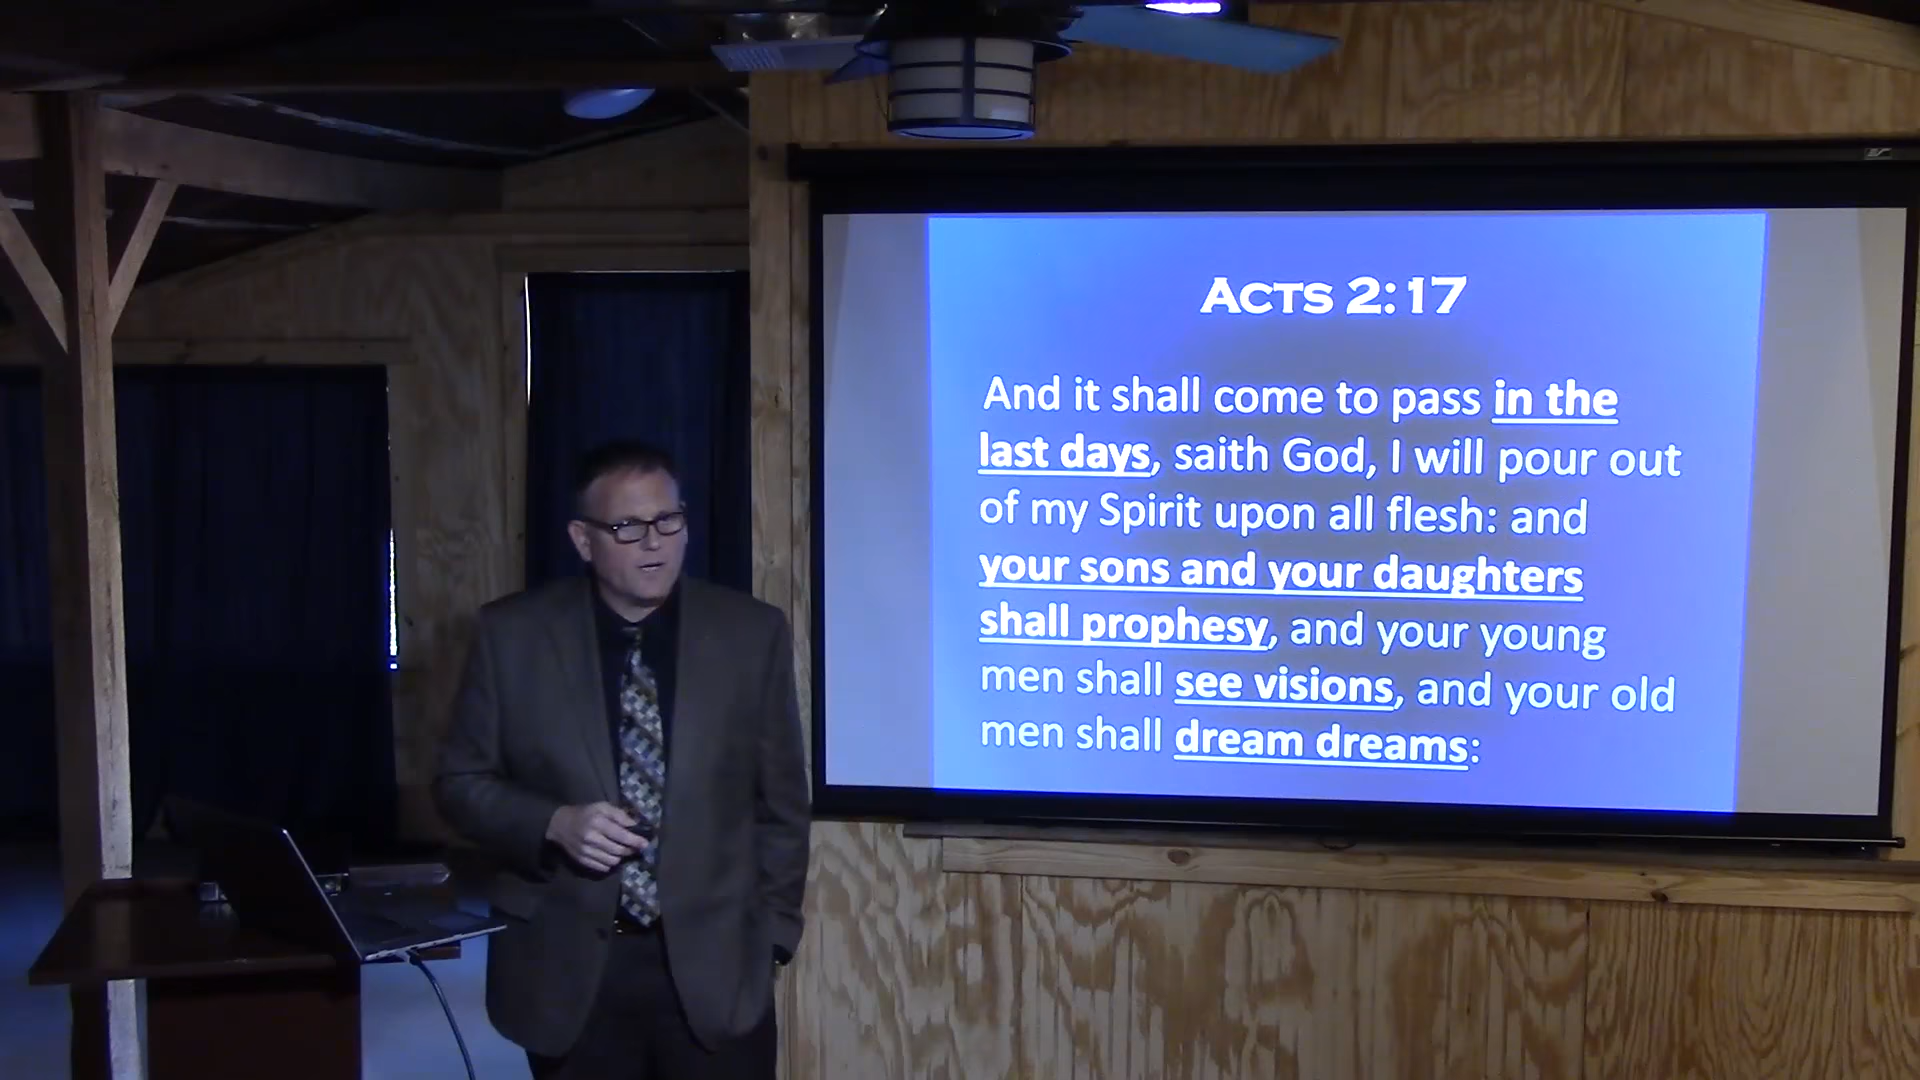 ACTS 2:17
And it shall come to pass in the
last days, saith God, I will pour out
of my Spirit upon all flesh: and
your sons and your daughters
shall prophesy, and your young
men shall see visions, and your old
men shall dream dreams: